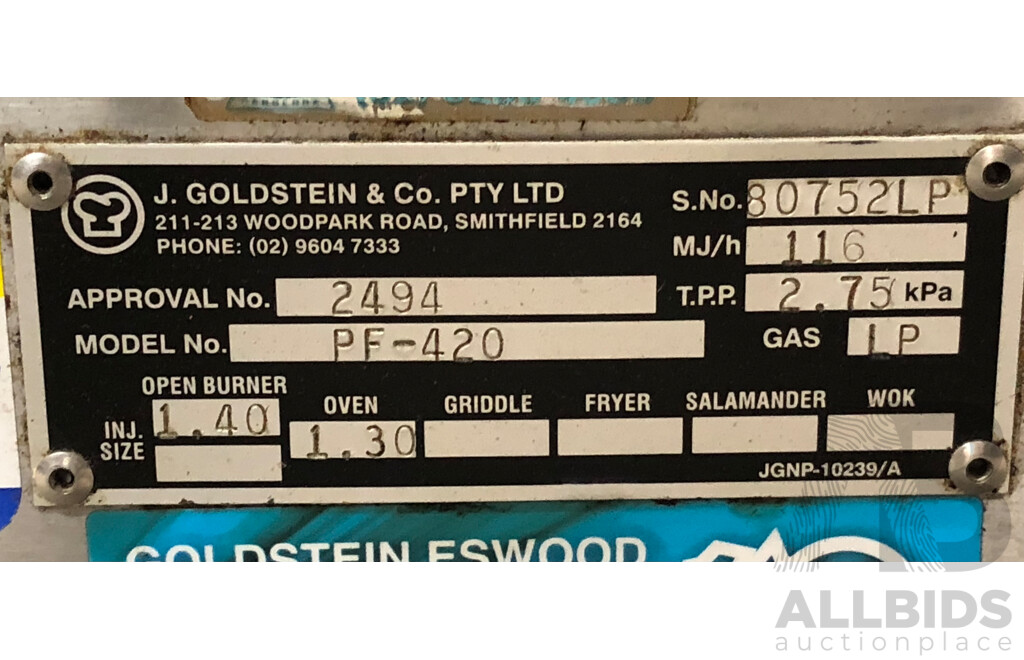 J. GOLDSTEIN & Co. PTY LTD
211-213 WOODPARK ROAD, SMITHFIELD 2164
PHONE: (02) 9604 7333
S.No. 80752LP
MJ/h 116
APPROVAL No. 2494
T.P.P. 2.75 kPa
MODEL No. PF-420
GAS LP
OPEN BURNER OVEN GRIDDLE FRYER SALAMANDER WOK
INJ. SIZE 1.40 1.30
JGNP-10239/A
GOLDSTEIN ESWOOD
ALLBIDS
auctionplace